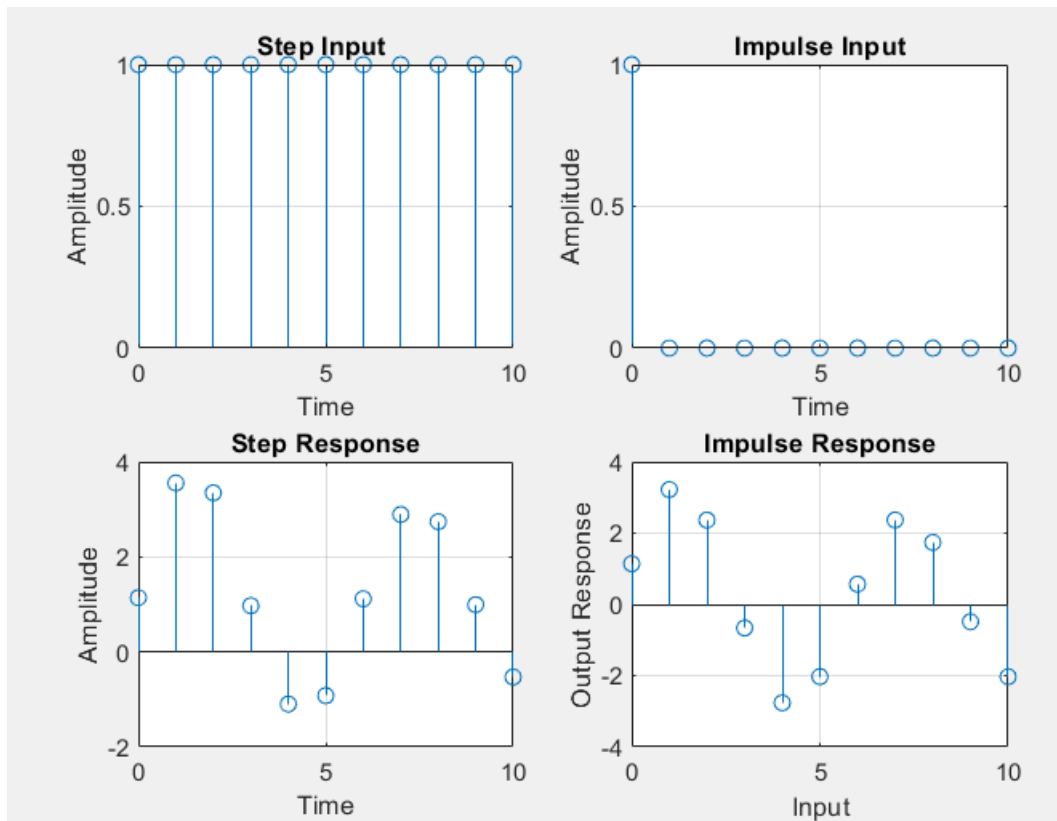 Step Input
1
0.5
0
Amplitude
0
5
10
Time
Impulse Input
1
0.5
0
Amplitude
0
5
10
Time
Step Response
4
2
0
-2
Amplitude
0
5
10
Time
Impulse Response
4
2
0
-2
-4
Output Response
0
5
10
Input